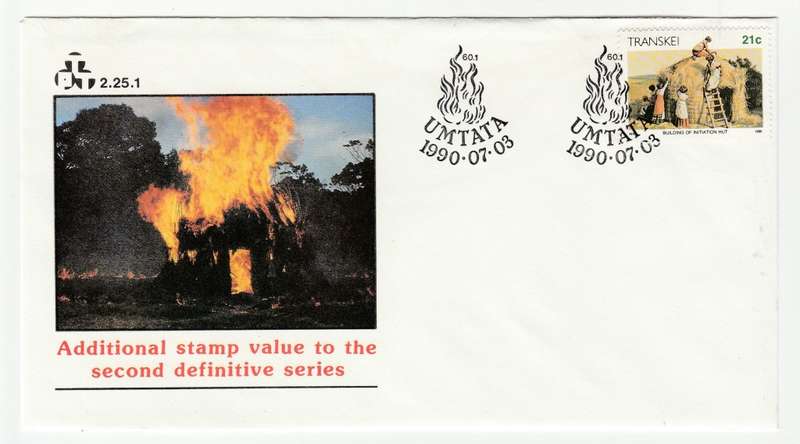 2.25.1
60.1
UMTATA
1990·07·03
60.1
UMTATA
1990·07·03
TRANSKEI 21c
BUILDING OF INITIATION HUT
Additional stamp value to the
second definitive series